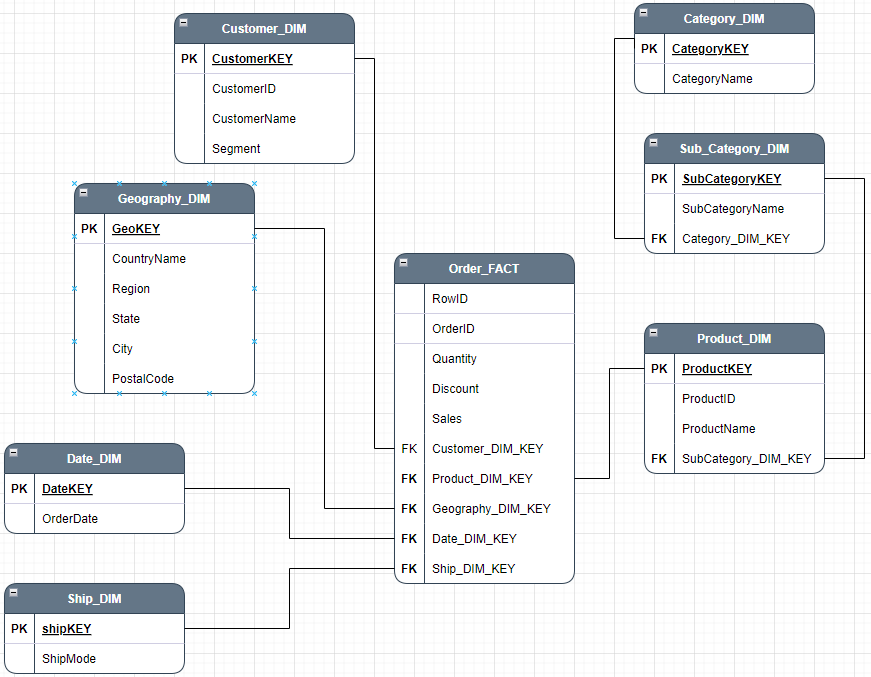 Customer_DIM
PK CustomerKEY
CustomerID
CustomerName
Segment
Category_DIM
PK CategoryKEY
CategoryName
Sub_Category_DIM
PK SubCategoryKEY
SubCategoryName
FK Category_DIM_KEY
Geography_DIM
PK GeoKEY
CountryName
Region
State
City
PostalCode
Order_FACT
RowID
OrderID
Quantity
Discount
Sales
FK Customer_DIM_KEY
FK Product_DIM_KEY
FK Geography_DIM_KEY
FK Date_DIM_KEY
FK Ship_DIM_KEY
Product_DIM
PK ProductKEY
ProductID
ProductName
FK SubCategory_DIM_KEY
Date_DIM
PK DateKEY
OrderDate
Ship_DIM
PK shipKEY
ShipMode